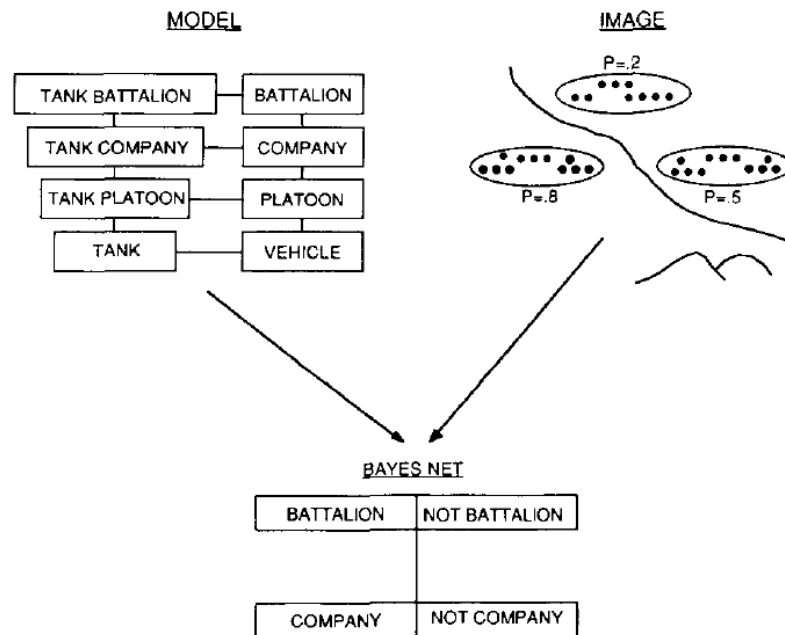 MODEL
TANK BATTALION
BATTALION
TANK COMPANY
COMPANY
TANK PLATOON
PLATOON
TANK
VEHICLE
IMAGE
P=.2
P=.8
P=.5
BAYES NET
BATTALION
NOT BATTALION
COMPANY
NOT COMPANY